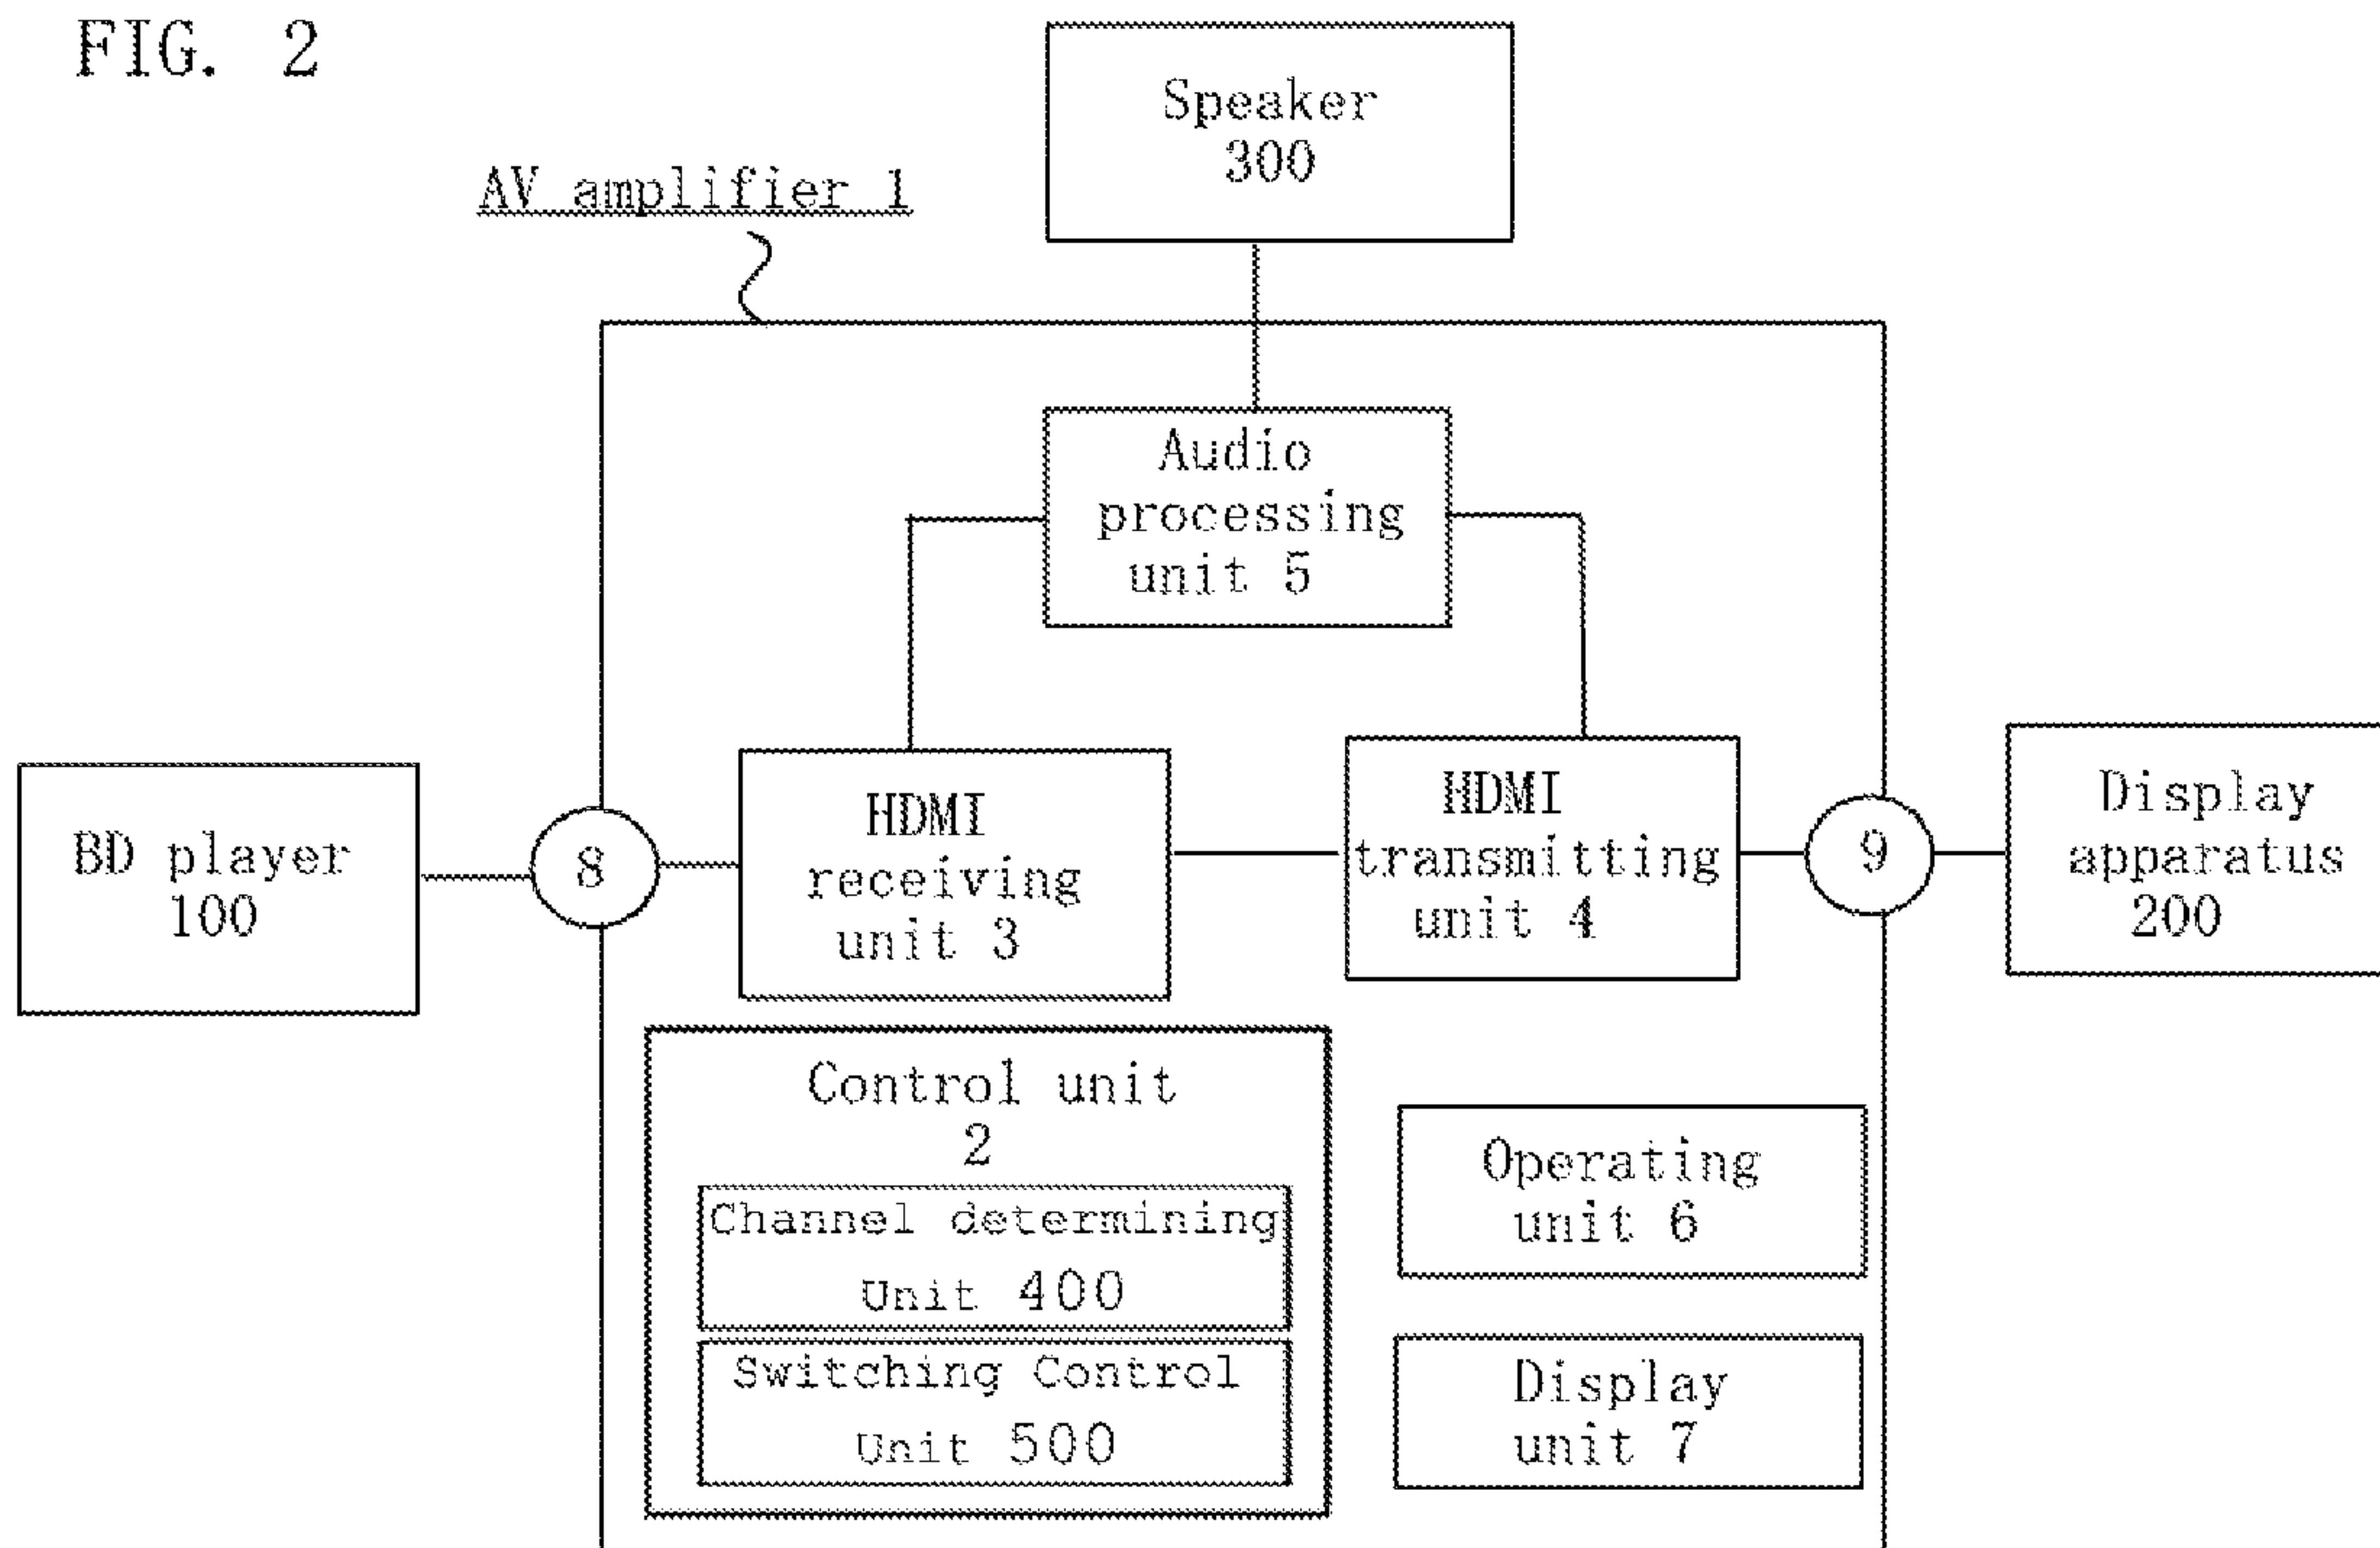 FIG. 2
Speaker
300
AV amplifier 1
Audio
processing
unit 5
BD player
100
8
HDMI
receiving
unit 3
HDMI
transmitting
unit 4
9
Display
apparatus
200
Control unit
2
Channel determining
Unit 400
Switching Control
Unit 500
Operating
unit 6
Display
unit 7